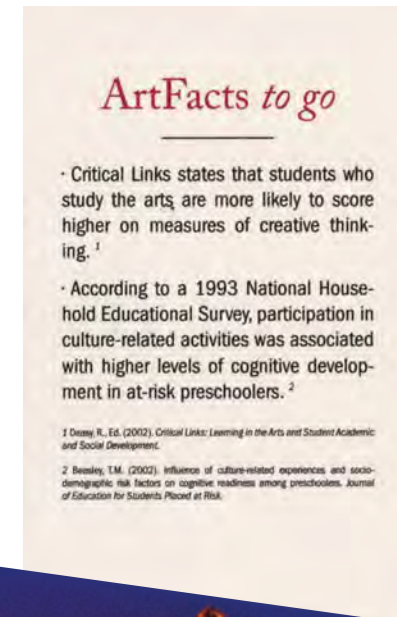 ArtFacts to go
· Critical Links states that students who
study the arts, are more likely to score
higher on measures of creative think-
ing. 1
· According to a 1993 National House-
hold Educational Survey, participation in
culture-related activities was associated
with higher levels of cognitive develop-
ment in at-risk preschoolers. 2
1 Deasy, R., Ed. (2002). Critical Links: Learning in the Arts and Student Academic
and Social Development.
2 Beasley, T.M. (2002). Influence of culture-related experiences and socio-
demographic risk factors on cognitive readiness among preschoolers. Journal
of Education for Students Placed at Risk.